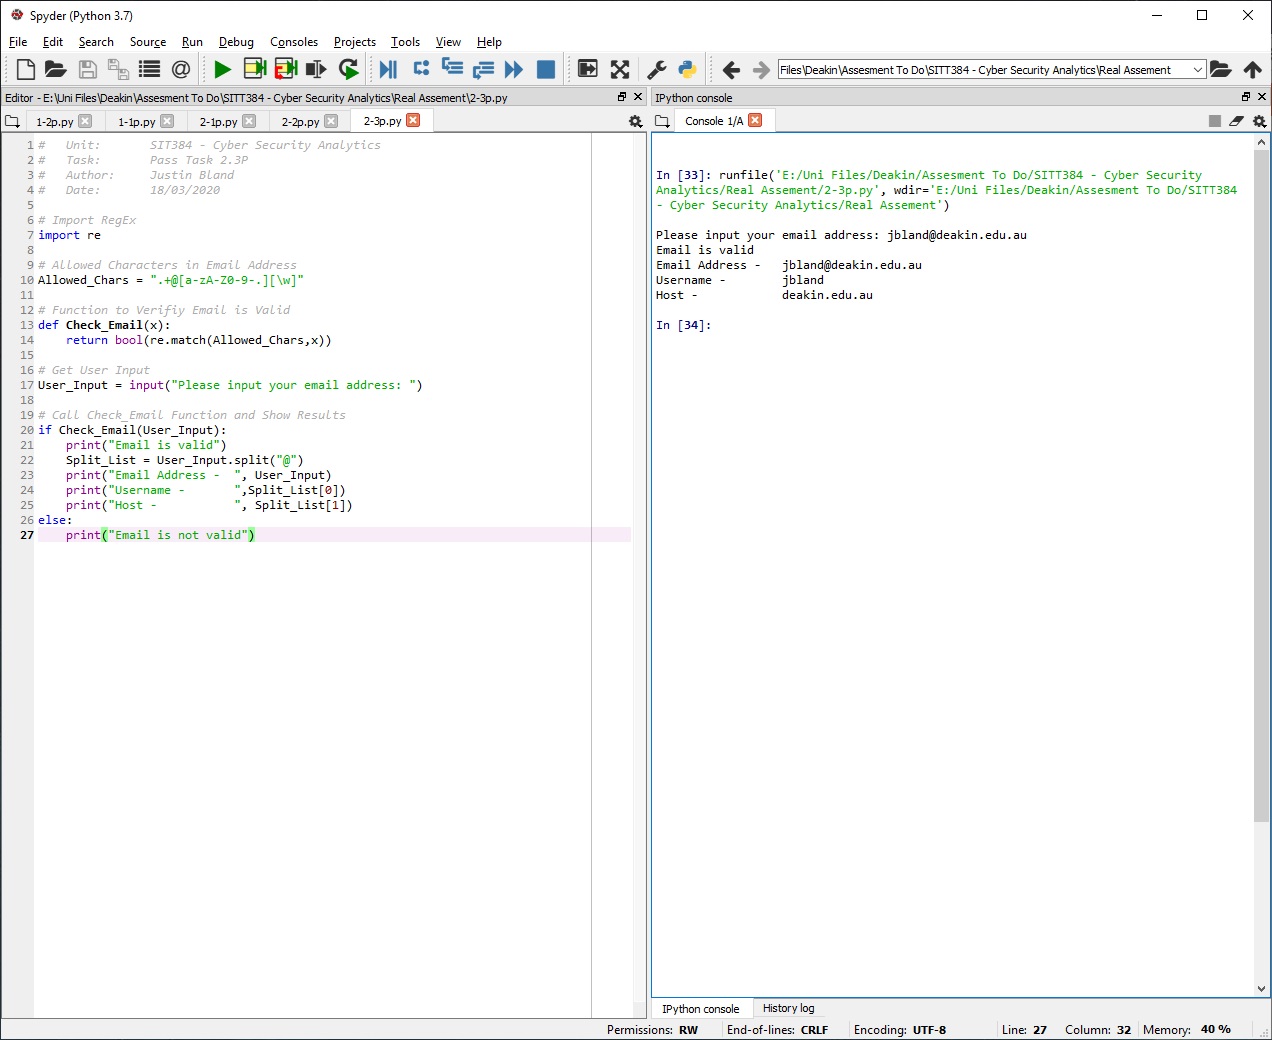 Spyder (Python 3.7)
File Edit Search Source Run Debug Consoles Projects Tools View Help
Files\Deakin\Assesment To Do\SITT384 - Cyber Security Analytics\Real Assement
Editor - E:\Uni Files\Deakin\Assesment To Do\SITT384 - Cyber Security Analytics\Real Assement\2-3p.py
1-2p.py 1-1p.py 2-1p.py 2-2p.py 2-3p.py
1 # Unit: SIT384 - Cyber Security Analytics
2 # Task: Pass Task 2.3P
3 # Author: Justin Bland
4 # Date: 18/03/2020
5
6 # Import RegEx
7 import re
8
9 # Allowed Characters in Email Address
10 Allowed_Chars = ".+@[a-zA-Z0-9-.][\w]"
11
12 # Function to Verifiy Email is Valid
13 def Check_Email(x):
14     return bool(re.match(Allowed_Chars,x))
15
16 # Get User Input
17 User_Input = input("Please input your email address: ")
18
19 # Call Check_Email Function and Show Results
20 if Check_Email(User_Input):
21     print("Email is valid")
22     Split_List = User_Input.split("@")
23     print("Email Address -  ", User_Input)
24     print("Username -       ",Split_List[0])
25     print("Host -           ", Split_List[1])
26 else:
27     print("Email is not valid")
IPython console
Console 1/A
In [33]: runfile('E:/Uni Files/Deakin/Assesment To Do/SITT384 - Cyber Security
Analytics/Real Assement/2-3p.py', wdir='E:/Uni Files/Deakin/Assesment To Do/SITT384
- Cyber Security Analytics/Real Assement')
Please input your email address: jbland@deakin.edu.au
Email is valid
Email Address -   jbland@deakin.edu.au
Username -        jbland
Host -            deakin.edu.au
In [34]:
IPython console History log
Permissions: RW End-of-lines: CRLF Encoding: UTF-8 Line: 27 Column: 32 Memory: 40 %